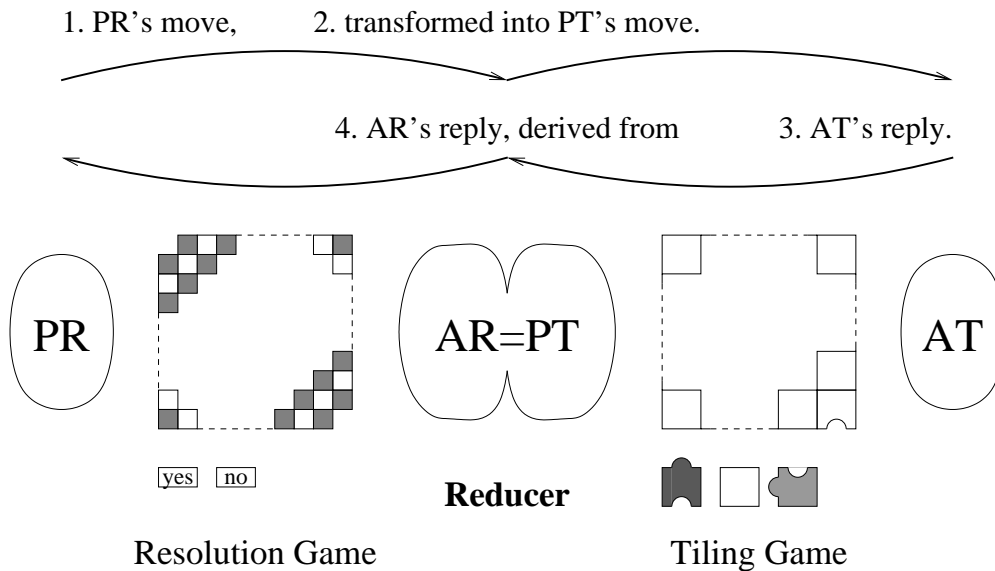 1. PR's move, 2. transformed into PT's move.
4. AR's reply, derived from 3. AT's reply.
PR AR=PT AT
yes no
Reducer
Resolution Game Tiling Game